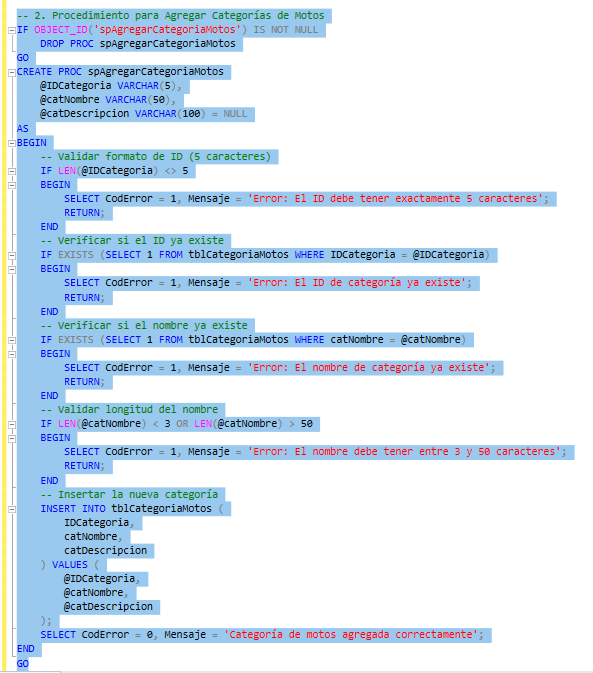 -- 2. Procedimiento para Agregar Categorías de Motos
IF OBJECT_ID('spAgregarCategoriaMotos') IS NOT NULL
    DROP PROC spAgregarCategoriaMotos
GO
CREATE PROC spAgregarCategoriaMotos
    @IDCategoria VARCHAR(5),
    @catNombre VARCHAR(50),
    @catDescripcion VARCHAR(100) = NULL
AS
BEGIN
    -- Validar formato de ID (5 caracteres)
    IF LEN(@IDCategoria) <> 5
    BEGIN
        SELECT CodError = 1, Mensaje = 'Error: El ID debe tener exactamente 5 caracteres';
        RETURN;
    END
    -- Verificar si el ID ya existe
    IF EXISTS (SELECT 1 FROM tblCategoriaMotos WHERE IDCategoria = @IDCategoria)
    BEGIN
        SELECT CodError = 1, Mensaje = 'Error: El ID de categoría ya existe';
        RETURN;
    END
    -- Verificar si el nombre ya existe
    IF EXISTS (SELECT 1 FROM tblCategoriaMotos WHERE catNombre = @catNombre)
    BEGIN
        SELECT CodError = 1, Mensaje = 'Error: El nombre de categoría ya existe';
        RETURN;
    END
    -- Validar longitud del nombre
    IF LEN(@catNombre) < 3 OR LEN(@catNombre) > 50
    BEGIN
        SELECT CodError = 1, Mensaje = 'Error: El nombre debe tener entre 3 y 50 caracteres';
        RETURN;
    END
    -- Insertar la nueva categoría
    INSERT INTO tblCategoriaMotos (
        IDCategoria,
        catNombre,
        catDescripcion
    ) VALUES (
        @IDCategoria,
        @catNombre,
        @catDescripcion
    );
    SELECT CodError = 0, Mensaje = 'Categoría de motos agregada correctamente';
END
GO